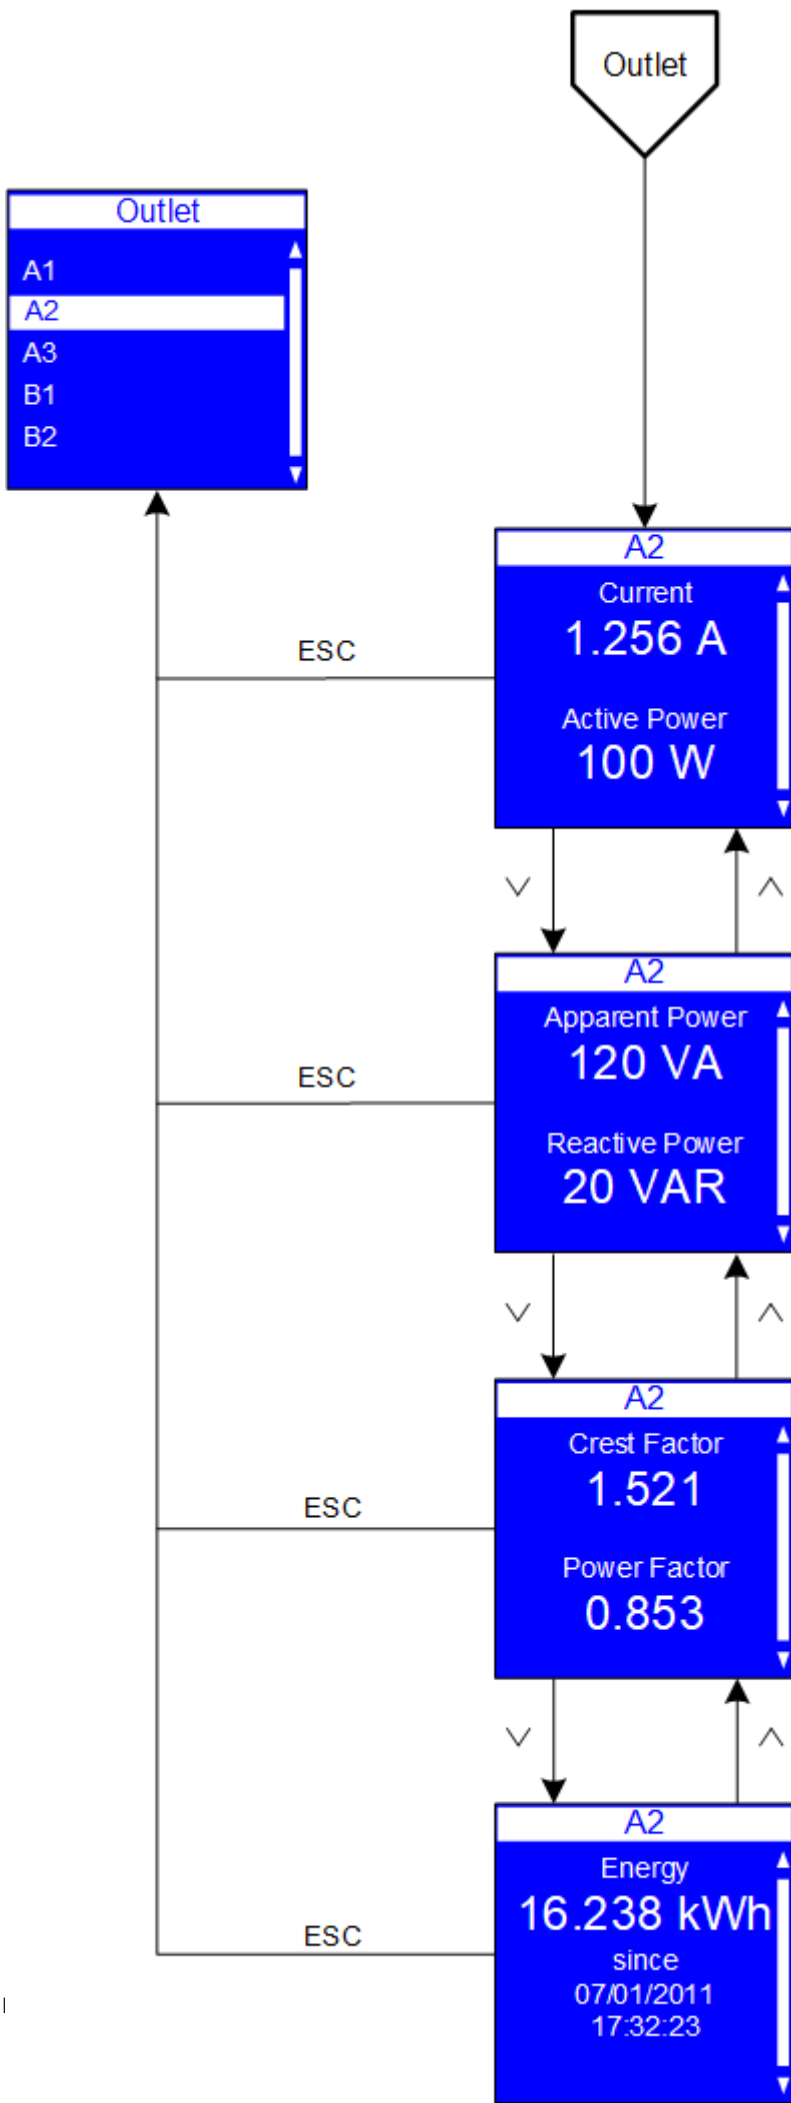 Outlet
Outlet
A1
A2
A3
B1
B2
A2
Current
1.256 A
Active Power
100 W
ESC
A2
Apparent Power
120 VA
Reactive Power
20 VAR
ESC
A2
Crest Factor
1.521
Power Factor
0.853
ESC
A2
Energy
16.238 kWh
since
07/01/2011
17:32:23
ESC